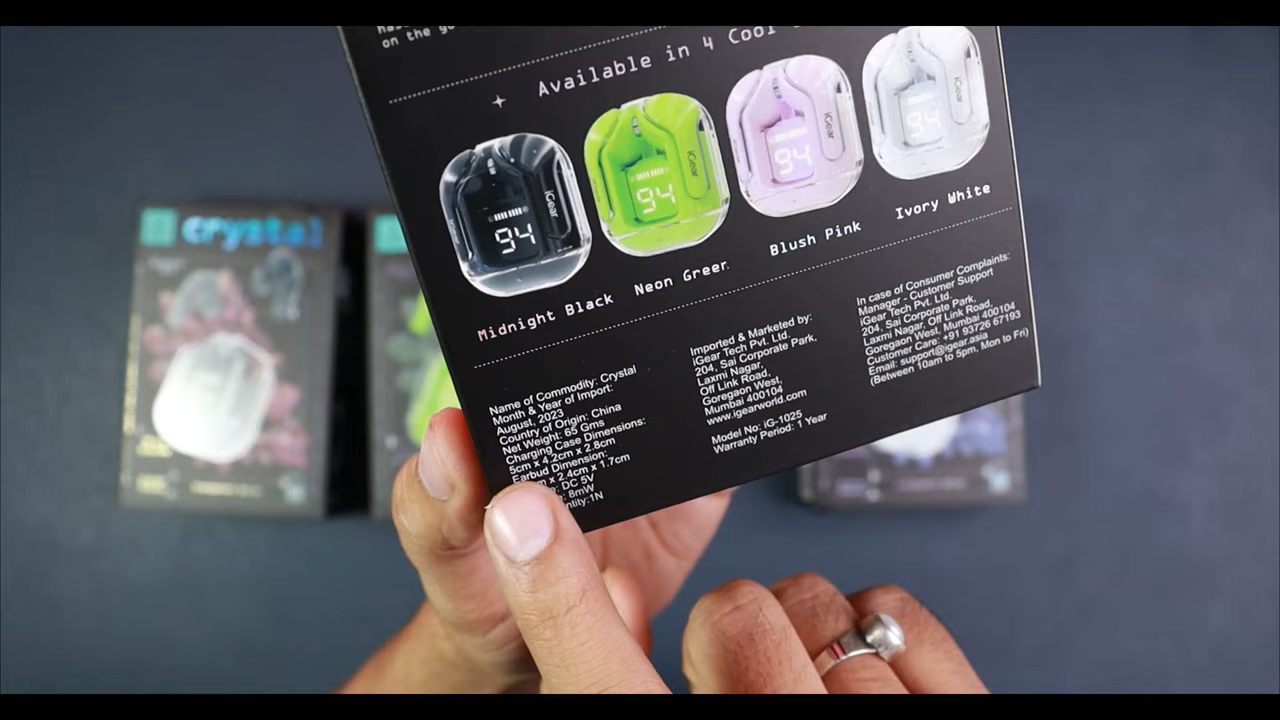 on the go
Available in 4 Cool
iGear
94
iGear
94
iGear
94
iGear
94
Midnight Black
Neon Green
Blush Pink
Ivory White
Name of Commodity: Crystal
Month & Year of Import:
August, 2023
Country of Origin: China
Net Weight: 65 Gms
Charging Case Dimensions:
5cm x 4.2cm x 2.8cm
Earbud Dimension:
x 2.4cm x 1.7cm
DC 5V
8mW
1N
Imported & Marketed by:
iGear Tech Pvt. Ltd.
204, Sai Corporate Park,
Laxmi Nagar,
Off Link Road,
Goregaon West,
Mumbai 400104
www.igearworld.com
Model No: iG-1025
Warranty Period: 1 Year
In case of Consumer Complaints:
Manager - Customer Support
iGear Tech Pvt. Ltd.
204, Sai Corporate Park,
Laxmi Nagar, Off Link Road,
Goregaon West, Mumbai 400104
Customer Care: +91 93726 67193
Email: support@igear.asia
(Between 10am to 5pm, Mon to Fri)
crystal